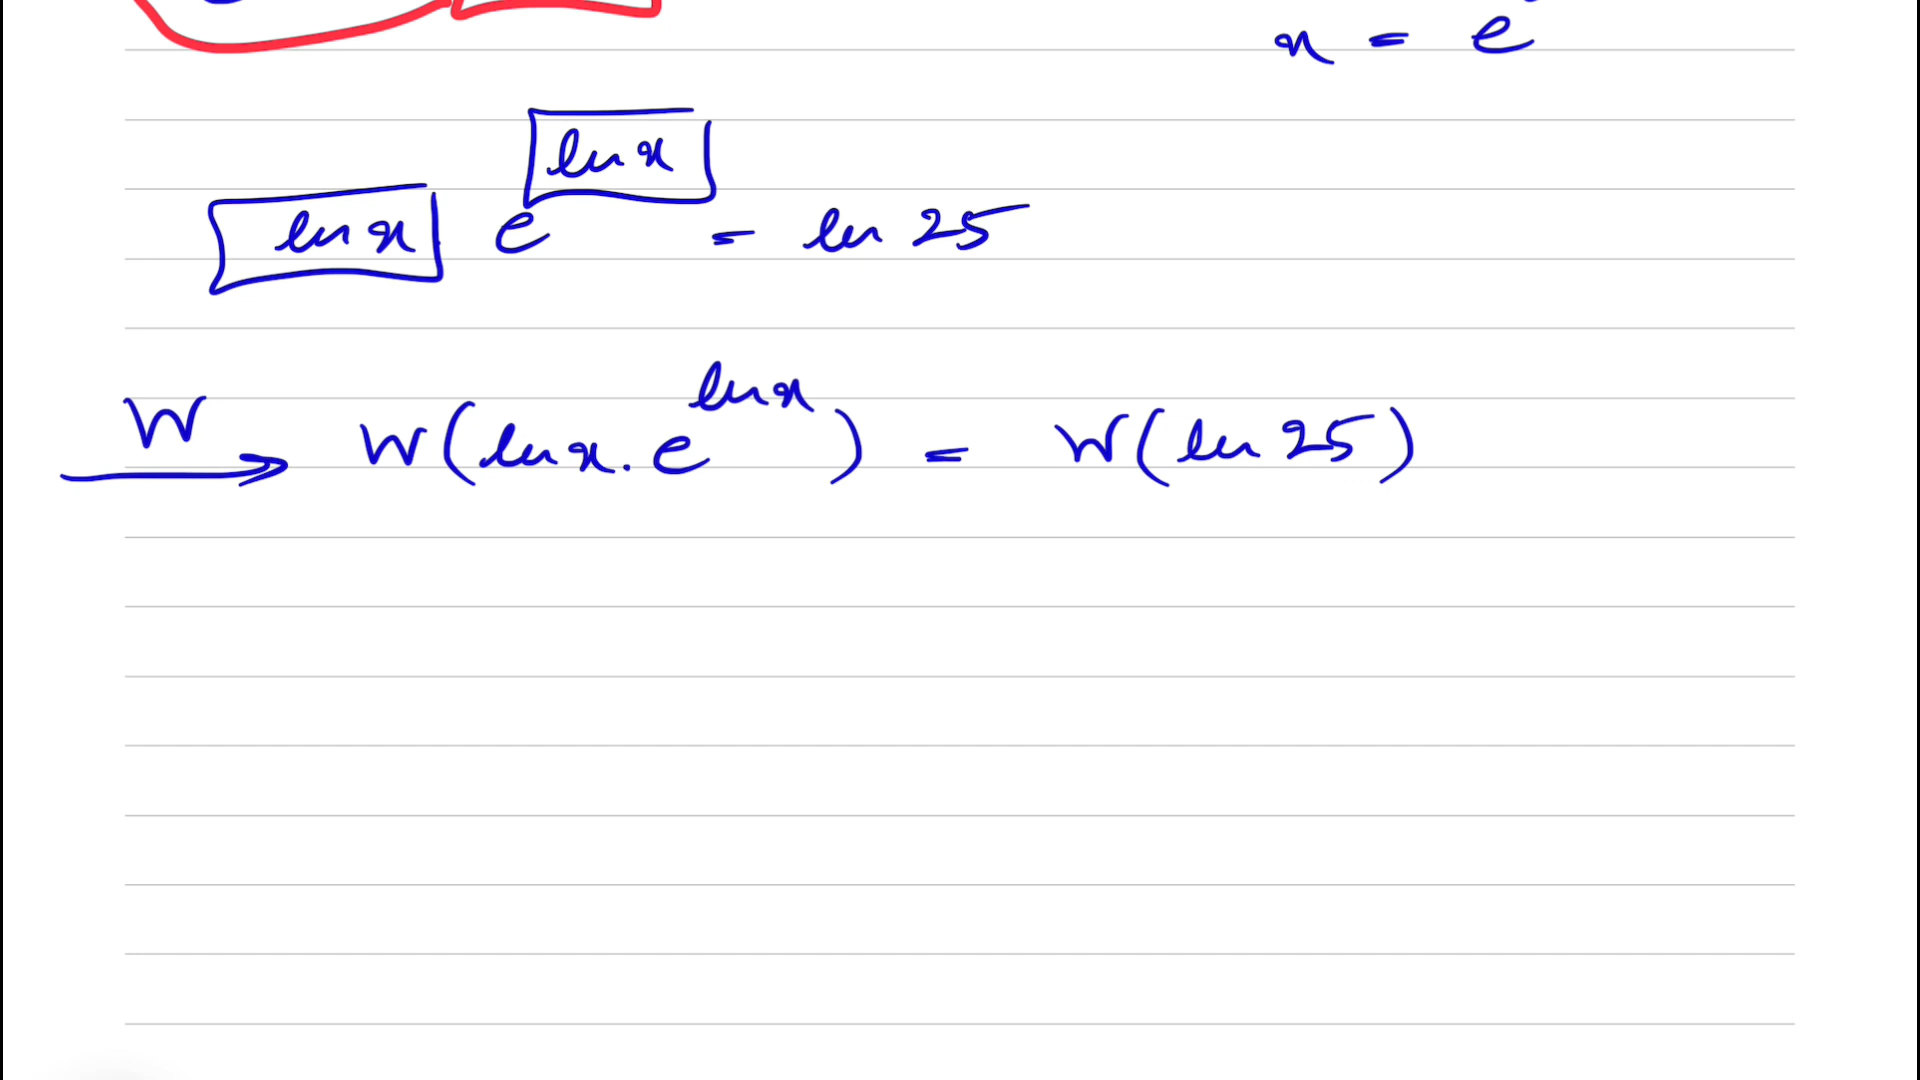 x = e
ln x e^ln x = ln 25
W W(ln x. e^ln x) = W(ln 25)